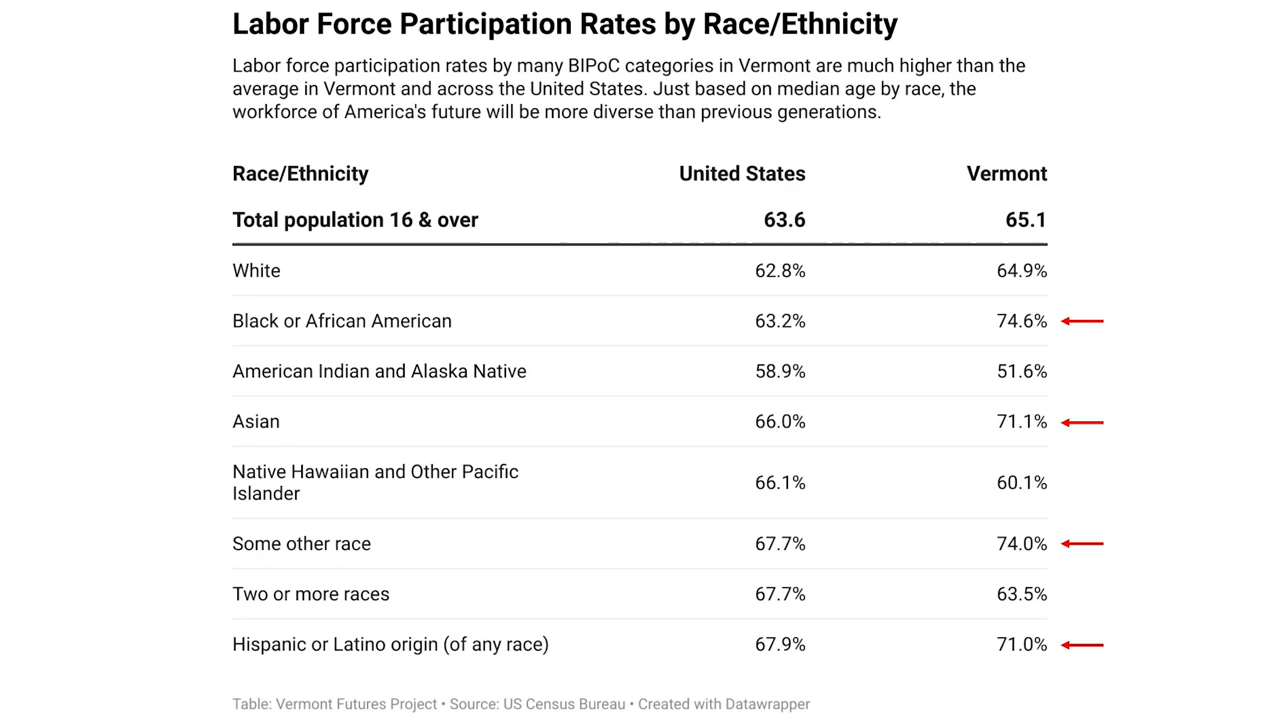 Labor Force Participation Rates by Race/Ethnicity
Labor force participation rates by many BIPoC categories in Vermont are much higher than the
average in Vermont and across the United States. Just based on median age by race, the
workforce of America's future will be more diverse than previous generations.
Race/Ethnicity United States Vermont
Total population 16 & over 63.6 65.1
White 62.8% 64.9%
Black or African American 63.2% 74.6%
American Indian and Alaska Native 58.9% 51.6%
Asian 66.0% 71.1%
Native Hawaiian and Other Pacific
Islander 66.1% 60.1%
Some other race 67.7% 74.0%
Two or more races 67.7% 63.5%
Hispanic or Latino origin (of any race) 67.9% 71.0%
Table: Vermont Futures Project • Source: US Census Bureau • Created with Datawrapper